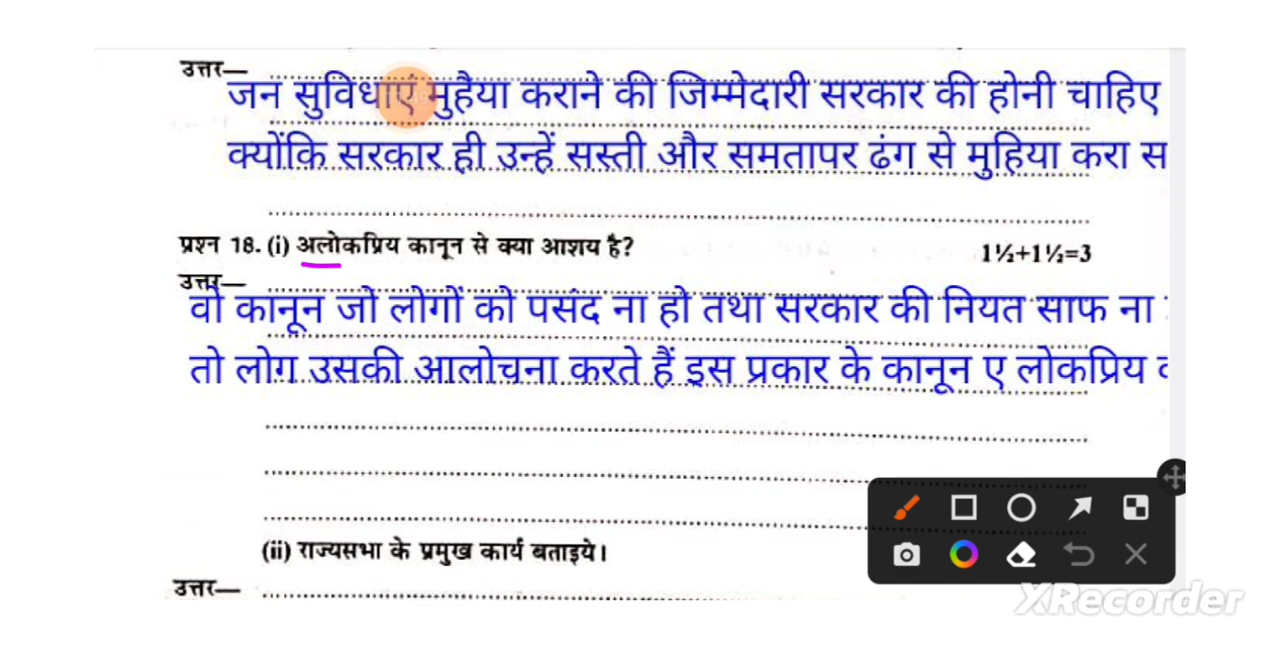 उत्तर—
जन सुविधाएं मुहैया कराने की जिम्मेदारी सरकार की होनी चाहिए
क्योंकि सरकार ही उन्हें सस्ती और समतापर ढंग से मुहिया करा स
प्रश्न 18. (i) अलोकप्रिय कानून से क्या आशय है? 1½+1½=3
उत्तर—
वो कानून जो लोगों को पसंद ना हो तथा सरकार की नियत साफ ना
तो लोग उसकी आलोचना करते हैं इस प्रकार के कानून ए लोकप्रिय
(ii) राज्यसभा के प्रमुख कार्य बताइये।
उत्तर—
XRecorder